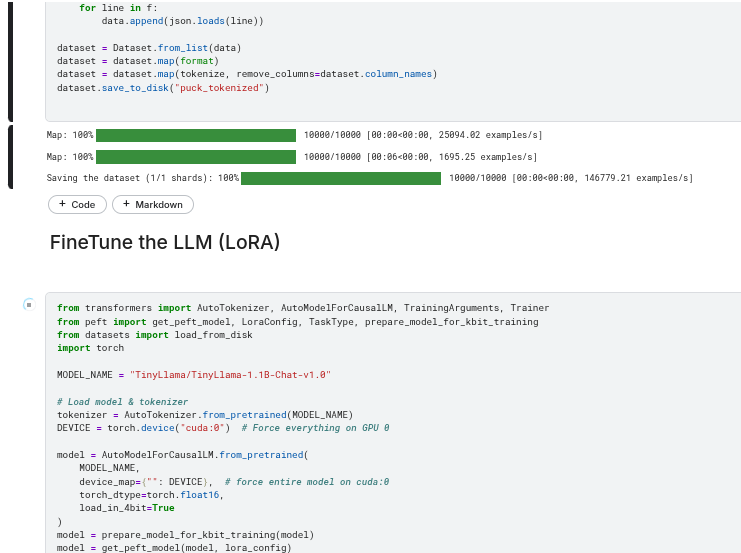 for line in f:
data.append(json.loads(line))
dataset = Dataset.from_list(data)
dataset = dataset.map(format)
dataset = dataset.map(tokenize, remove_columns=dataset.column_names)
dataset.save_to_disk("puck_tokenized")
Map: 100% 10000/10000 [00:00<00:00, 25094.02 examples/s]
Map: 100% 10000/10000 [00:06<00:00, 1695.25 examples/s]
Saving the dataset (1/1 shards): 100% 10000/10000 [00:00<00:00, 146779.21 examples/s]
+ Code + Markdown
FineTune the LLM (LoRA)
from transformers import AutoTokenizer, AutoModelForCausalLM, TrainingArguments, Trainer
from peft import get_peft_model, LoraConfig, TaskType, prepare_model_for_kbit_training
from datasets import load_from_disk
import torch
MODEL_NAME = "TinyLlama/TinyLlama-1.1B-Chat-v1.0"
# Load model & tokenizer
tokenizer = AutoTokenizer.from_pretrained(MODEL_NAME)
DEVICE = torch.device("cuda:0")  # Force everything on GPU 0
model = AutoModelForCausalLM.from_pretrained(
MODEL_NAME,
device_map={"": DEVICE},  # force entire model on cuda:0
torch_dtype=torch.float16,
load_in_4bit=True
)
model = prepare_model_for_kbit_training(model)
model = get_peft_model(model, lora_config)